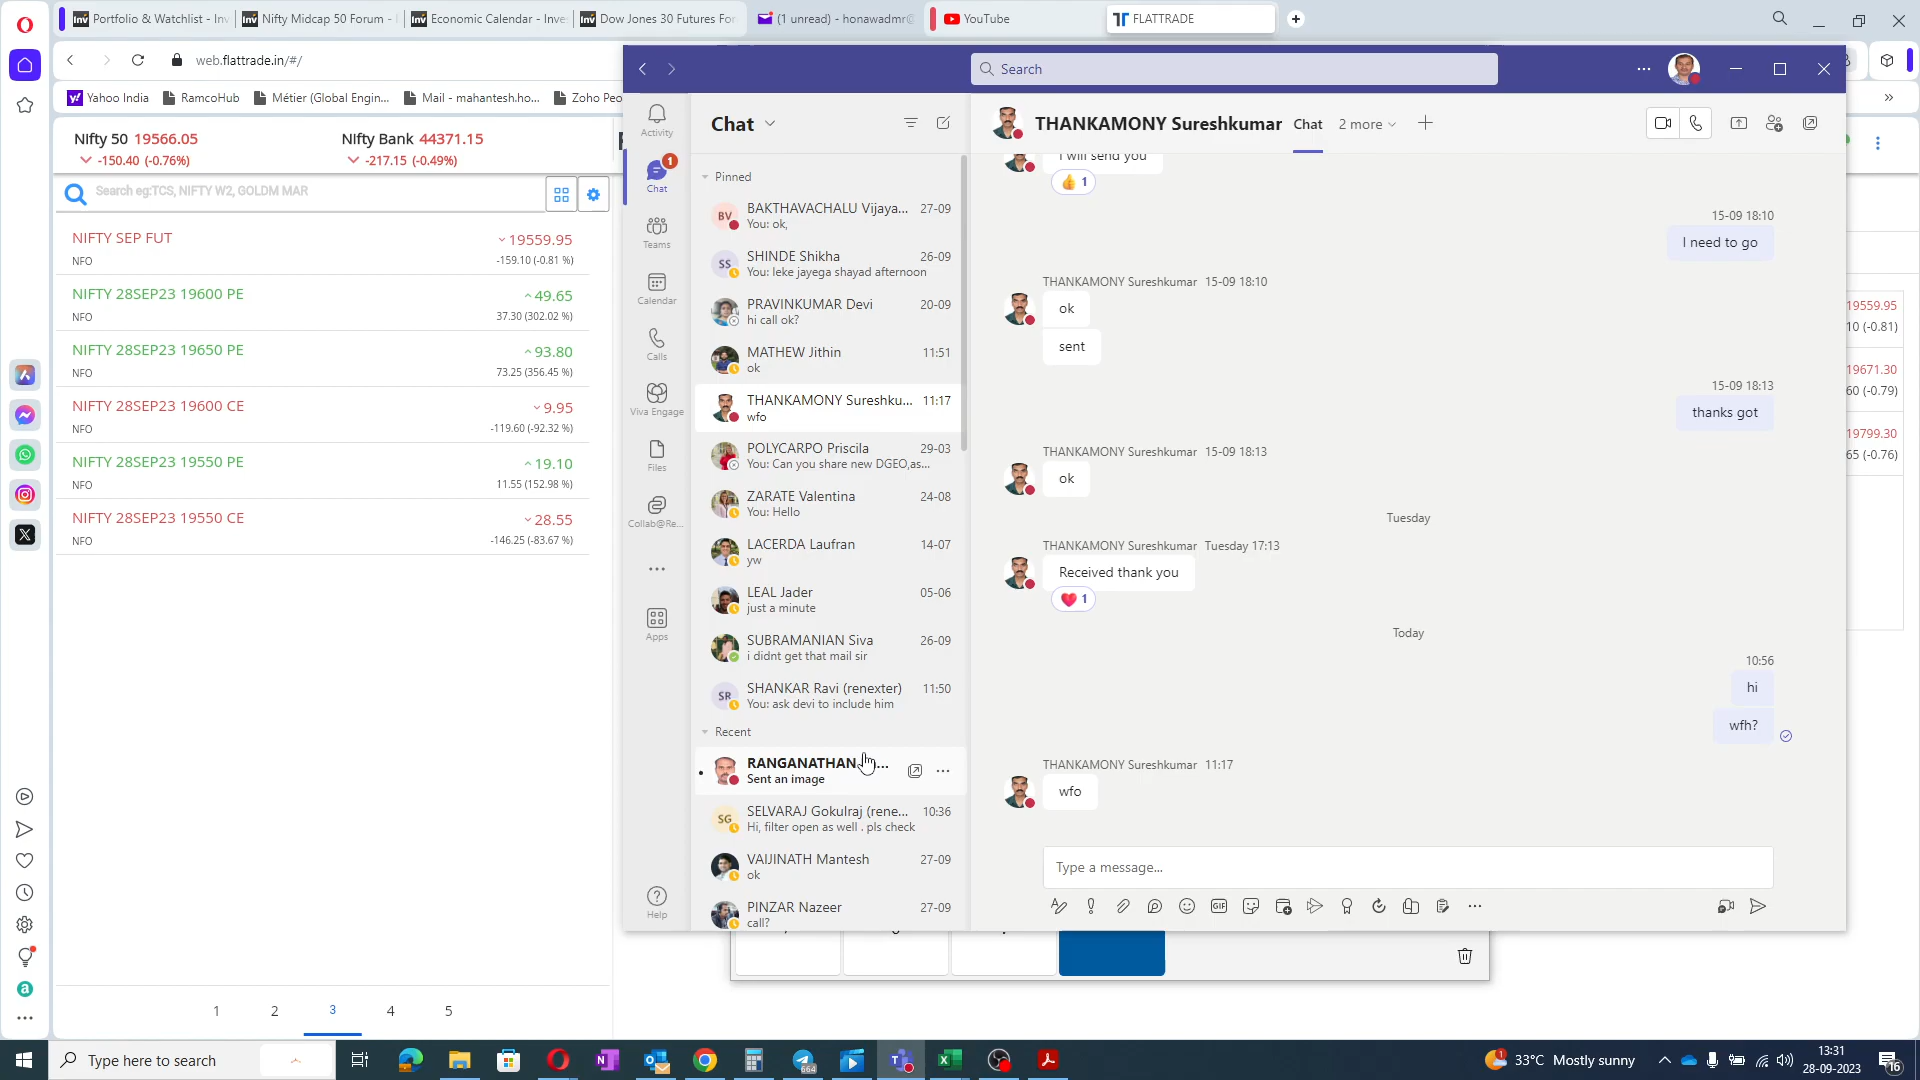 Portfolio & Watchlist - Inv
Nifty Midcap 50 Forum -
Economic Calendar - Inve
Dow Jones 30 Futures For
(1 unread) - honawadmr@
YouTube
FLATTRADE
web.flattrade.in/#/
Yahoo India
RamcoHub
Métier (Global Engin...
Mail - mahantesh.ho...
Zoho Peo
Nifty 50 19566.05
-150.40 (-0.76%)
Nifty Bank 44371.15
-217.15 (-0.49%)
Search eg:TCS, NIFTY W2, GOLDM MAR
NIFTY SEP FUT
19559.95
NFO
-159.10 (-0.81 %)
NIFTY 28SEP23 19600 PE
49.65
NFO
37.30 (302.02 %)
NIFTY 28SEP23 19650 PE
93.80
NFO
73.25 (356.45 %)
NIFTY 28SEP23 19600 CE
9.95
NFO
-119.60 (-92.32 %)
NIFTY 28SEP23 19550 PE
19.10
NFO
11.55 (152.98 %)
NIFTY 28SEP23 19550 CE
28.55
NFO
-146.25 (-83.67 %)
1
2
3
4
5
Search
Activity
1
Chat
Teams
Calendar
Calls
Viva Engage
Files
Collab@Re...
Apps
Help
Chat
Pinned
BV
BAKTHAVACHALU Vijaya...
27-09
You: ok,
SS
SHINDE Shikha
26-09
You: leke jayega shayad afternoon
PRAVINKUMAR Devi
20-09
hi call ok?
MATHEW Jithin
11:51
ok
THANKAMONY Sureshku...
11:17
wfo
POLYCARPO Priscila
29-03
You: Can you share new DGEO,as...
ZARATE Valentina
24-08
You: Hello
LACERDA Laufran
14-07
yw
LEAL Jader
05-06
just a minute
SUBRAMANIAN Siva
26-09
i didnt get that mail sir
SR
SHANKAR Ravi (renexter)
11:50
You: ask devi to include him
Recent
RANGANATHAN
Sent an image
SG
SELVARAJ Gokulraj (rene...
10:36
Hi, filter open as well . pls check
VAIJINATH Mantesh
27-09
ok
PINZAR Nazeer
27-09
call?
THANKAMONY Sureshkumar
Chat
2 more
I will send you
1
15-09 18:10
I need to go
THANKAMONY Sureshkumar 15-09 18:10
ok
sent
15-09 18:13
thanks got
THANKAMONY Sureshkumar 15-09 18:13
ok
Tuesday
THANKAMONY Sureshkumar Tuesday 17:13
Received thank you
1
Today
10:56
hi
wfh?
THANKAMONY Sureshkumar 11:17
wfo
Type a message...
GIF
19559.95
10 (-0.81)
19671.30
60 (-0.79)
19799.30
65 (-0.76)
Type here to search
664
1
33°C Mostly sunny
13:31
28-09-2023
16